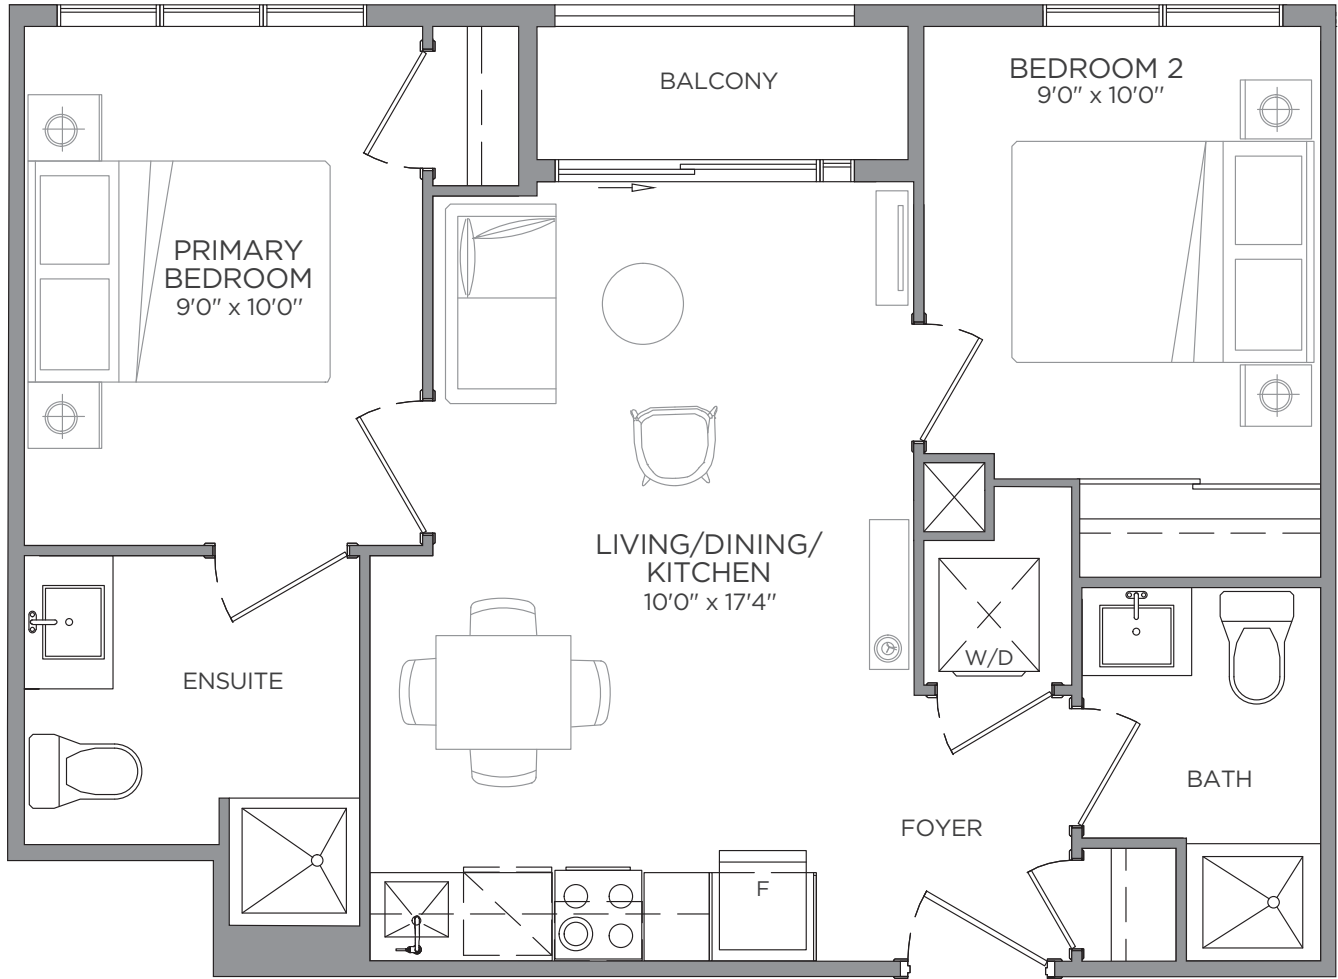 BALCONY
BEDROOM 2
9'0" x 10'0"
PRIMARY
BEDROOM
9'0" x 10'0"
LIVING/DINING/
KITCHEN
10'0" x 17'4"
W/D
ENSUITE
BATH
FOYER
F